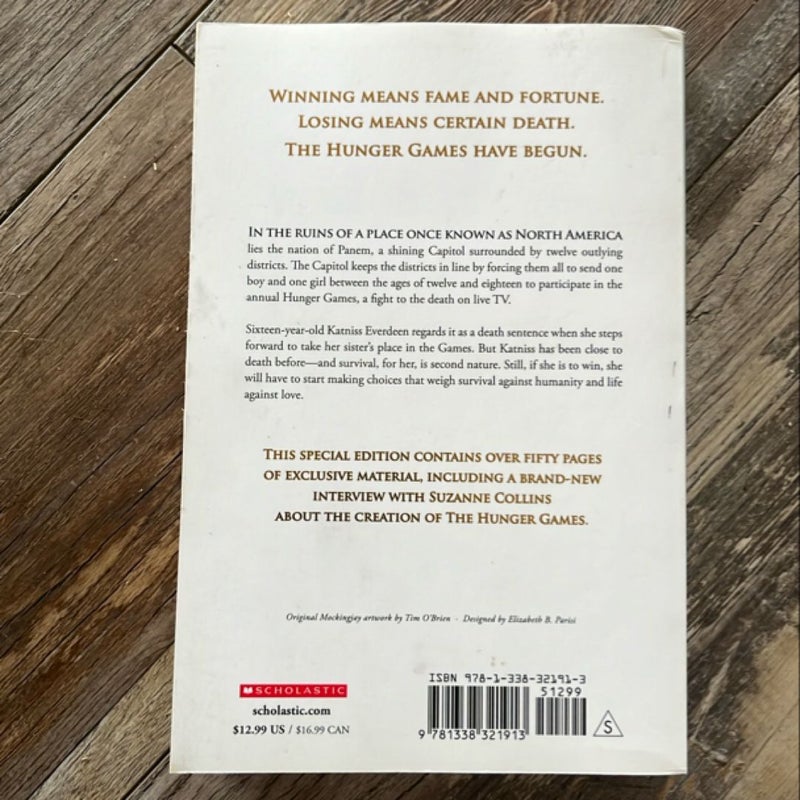 WINNING MEANS FAME AND FORTUNE.
LOSING MEANS CERTAIN DEATH.
THE HUNGER GAMES HAVE BEGUN.
IN THE RUINS OF A PLACE ONCE KNOWN AS NORTH AMERICA
lies the nation of Panem, a shining Capitol surrounded by twelve outlying
districts. The Capitol keeps the districts in line by forcing them all to send one
boy and one girl between the ages of twelve and eighteen to participate in the
annual Hunger Games, a fight to the death on live TV.
Sixteen-year-old Katniss Everdeen regards it as a death sentence when she steps
forward to take her sister's place in the Games. But Katniss has been close to
death before—and survival, for her, is second nature. Still, if she is to win, she
will have to start making choices that weigh survival against humanity and life
against love.
THIS SPECIAL EDITION CONTAINS OVER FIFTY PAGES
OF EXCLUSIVE MATERIAL, INCLUDING A BRAND-NEW
INTERVIEW WITH SUZANNE COLLINS
ABOUT THE CREATION OF THE HUNGER GAMES.
Original Mockingjay artwork by Tim O'Brien · Designed by Elizabeth B. Parisi
ISBN 978-1-338-32191-3
51299
SCHOLASTIC
scholastic.com
$12.99 US / $16.99 CAN
9 781338 321913
S